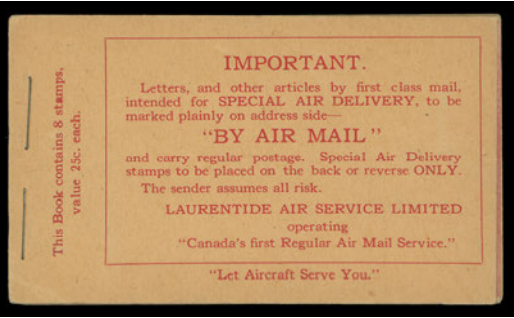 This Book contains 8 stamps,
value 25c. each.
IMPORTANT.
Letters, and other articles by first class mail,
intended for SPECIAL AIR DELIVERY, to be
marked plainly on address side—
"BY AIR MAIL"
and carry regular postage. Special Air Delivery
stamps to be placed on the back or reverse ONLY.
The sender assumes all risk.
LAURENTIDE AIR SERVICE LIMITED
operating
"Canada's first Regular Air Mail Service."
"Let Aircraft Serve You."